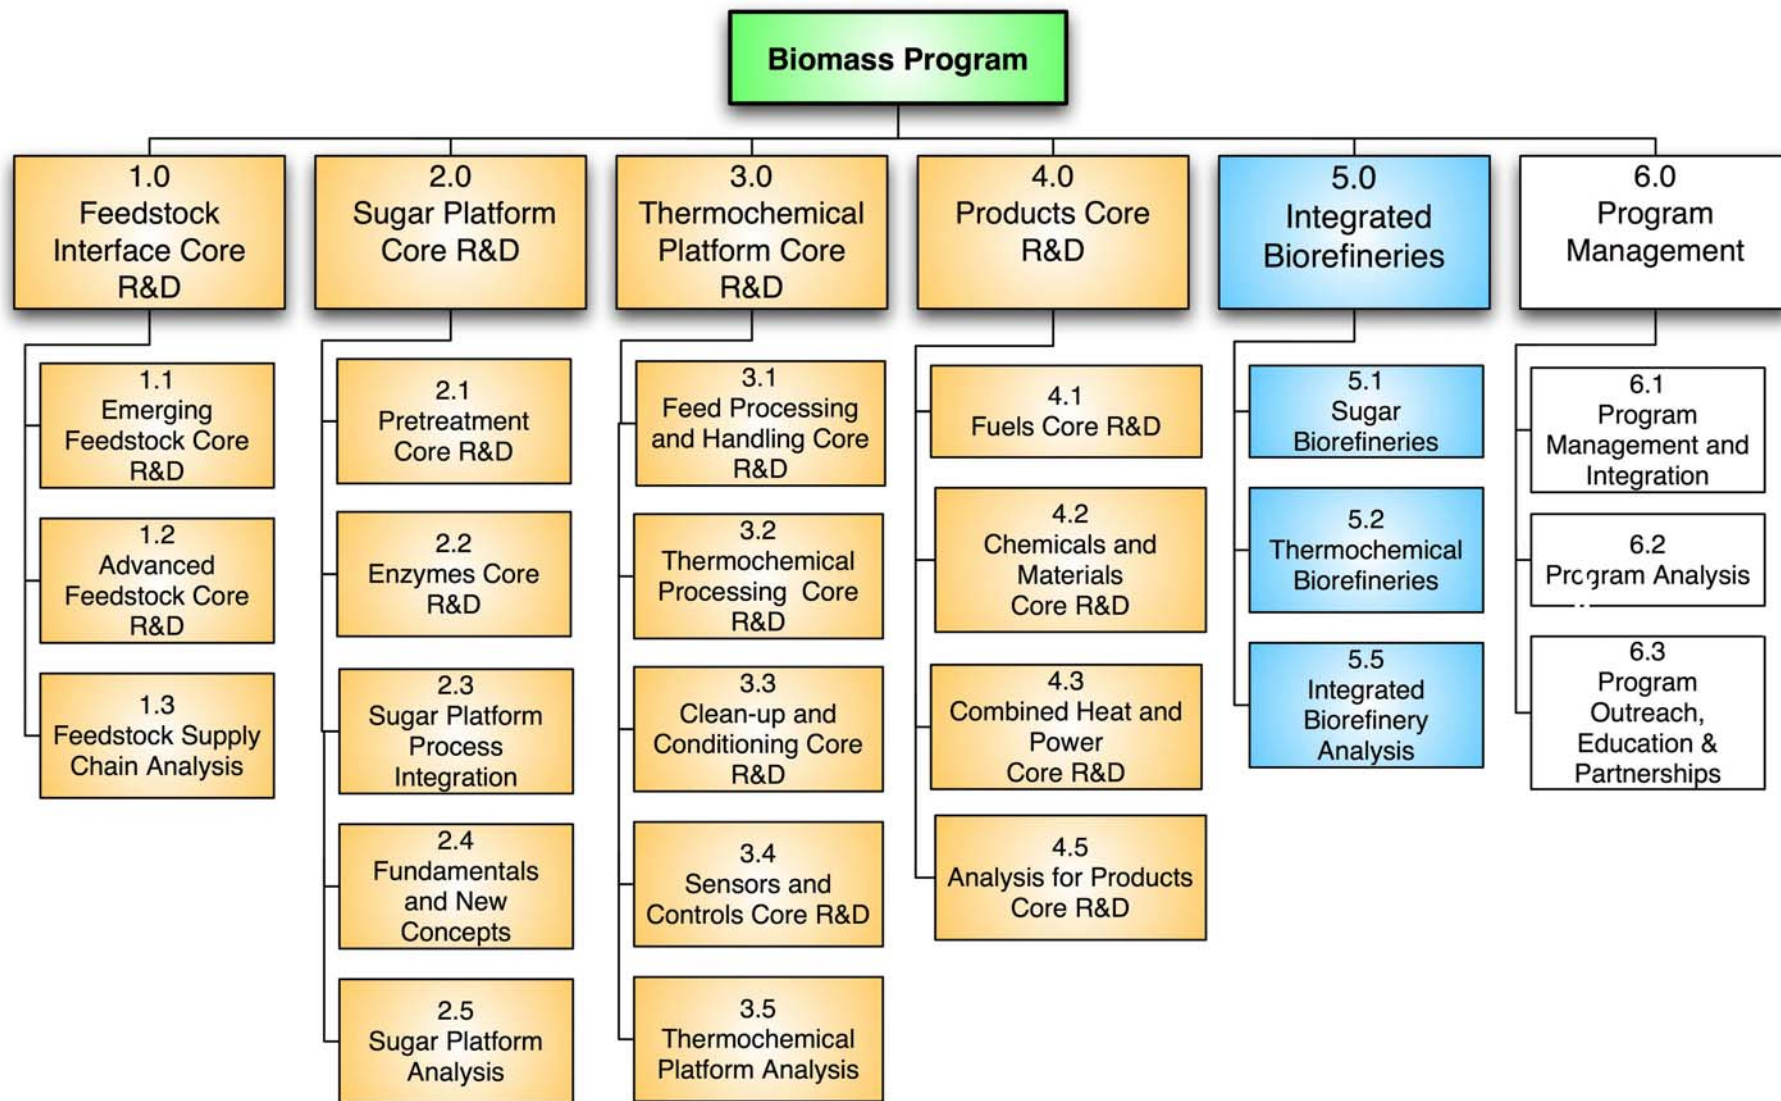 Biomass Program
1.0
Feedstock
Interface Core
R&D
2.0
Sugar Platform
Core R&D
3.0
Thermochemical
Platform Core
R&D
4.0
Products Core
R&D
5.0
Integrated
Biorefineries
6.0
Program
Management
1.1
Emerging
Feedstock Core
R&D
1.2
Advanced
Feedstock Core
R&D
1.3
Feedstock Supply
Chain Analysis
2.1
Pretreatment
Core R&D
2.2
Enzymes Core
R&D
2.3
Sugar Platform
Process
Integration
2.4
Fundamentals
and New
Concepts
2.5
Sugar Platform
Analysis
3.1
Feed Processing
and Handling Core
R&D
3.2
Thermochemical
Processing Core
R&D
3.3
Clean-up and
Conditioning Core
R&D
3.4
Sensors and
Controls Core R&D
3.5
Thermochemical
Platform Analysis
4.1
Fuels Core R&D
4.2
Chemicals and
Materials
Core R&D
4.3
Combined Heat and
Power
Core R&D
4.5
Analysis for Products
Core R&D
5.1
Sugar
Biorefineries
5.2
Thermochemical
Biorefineries
5.5
Integrated
Biorefinery
Analysis
6.1
Program
Management and
Integration
6.2
Program Analysis
6.3
Program
Outreach,
Education &
Partnerships